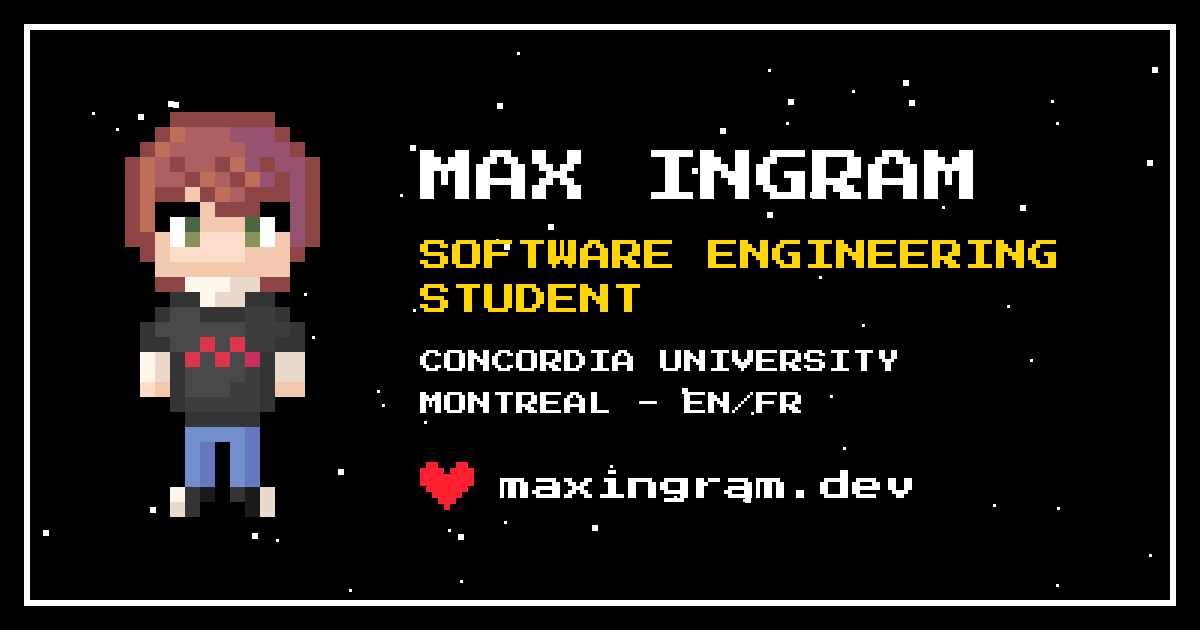 MAX INGRAM
SOFTWARE ENGINEERING
STUDENT
CONCORDIA UNIVERSITY
MONTREAL - EN/FR
maxingram.dev